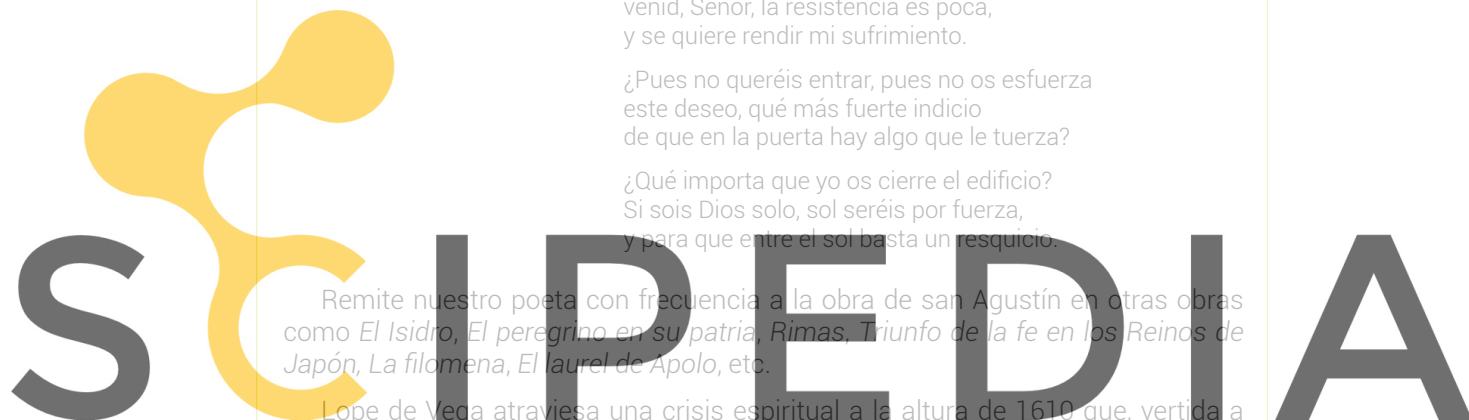 venid, Señor, la resistencia es poca,
y se quiere rendir mi sufrimiento.
¿Pues no queréis entrar, pues no os esfuerza
este deseo, qué más fuerte indicio
de que en la puerta hay algo que le tuerza?
¿Qué importa que yo os cierre el edificio?
Si sois Dios solo, sol seréis por fuerza,
y para que entre el sol basta un resquicio.
SCIPEDIA
Remite nuestro poeta con frecuencia a la obra de san Agustín en otras obras
como El Isidro, El peregrino en su patria, Rimas, Triunfo de la fe en los Reinos de
Japón, La filomena, El laurel de Apolo, etc.
Lope de Vega atraviesa una crisis espiritual a la altura de 1610 que, vertida a